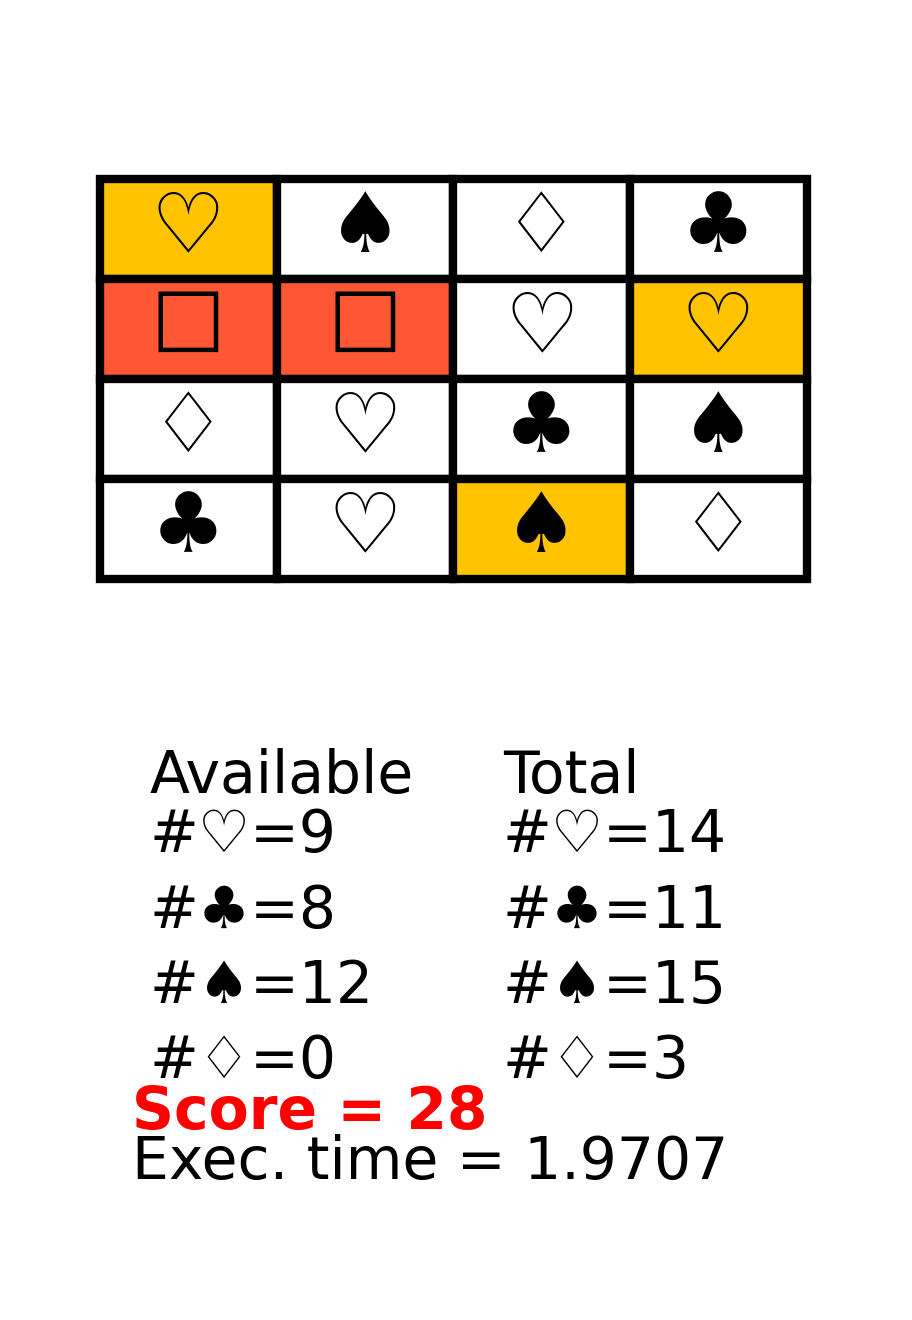 ♡ ♠ ♢ ♣
□ □ ♡ ♡
♢ ♡ ♣ ♠
♣ ♡ ♠ ♢
Available Total
#♡=9 #♡=14
#♣=8 #♣=11
#♠=12 #♠=15
#♢=0 #♢=3
Score = 28
Exec. time = 1.9707